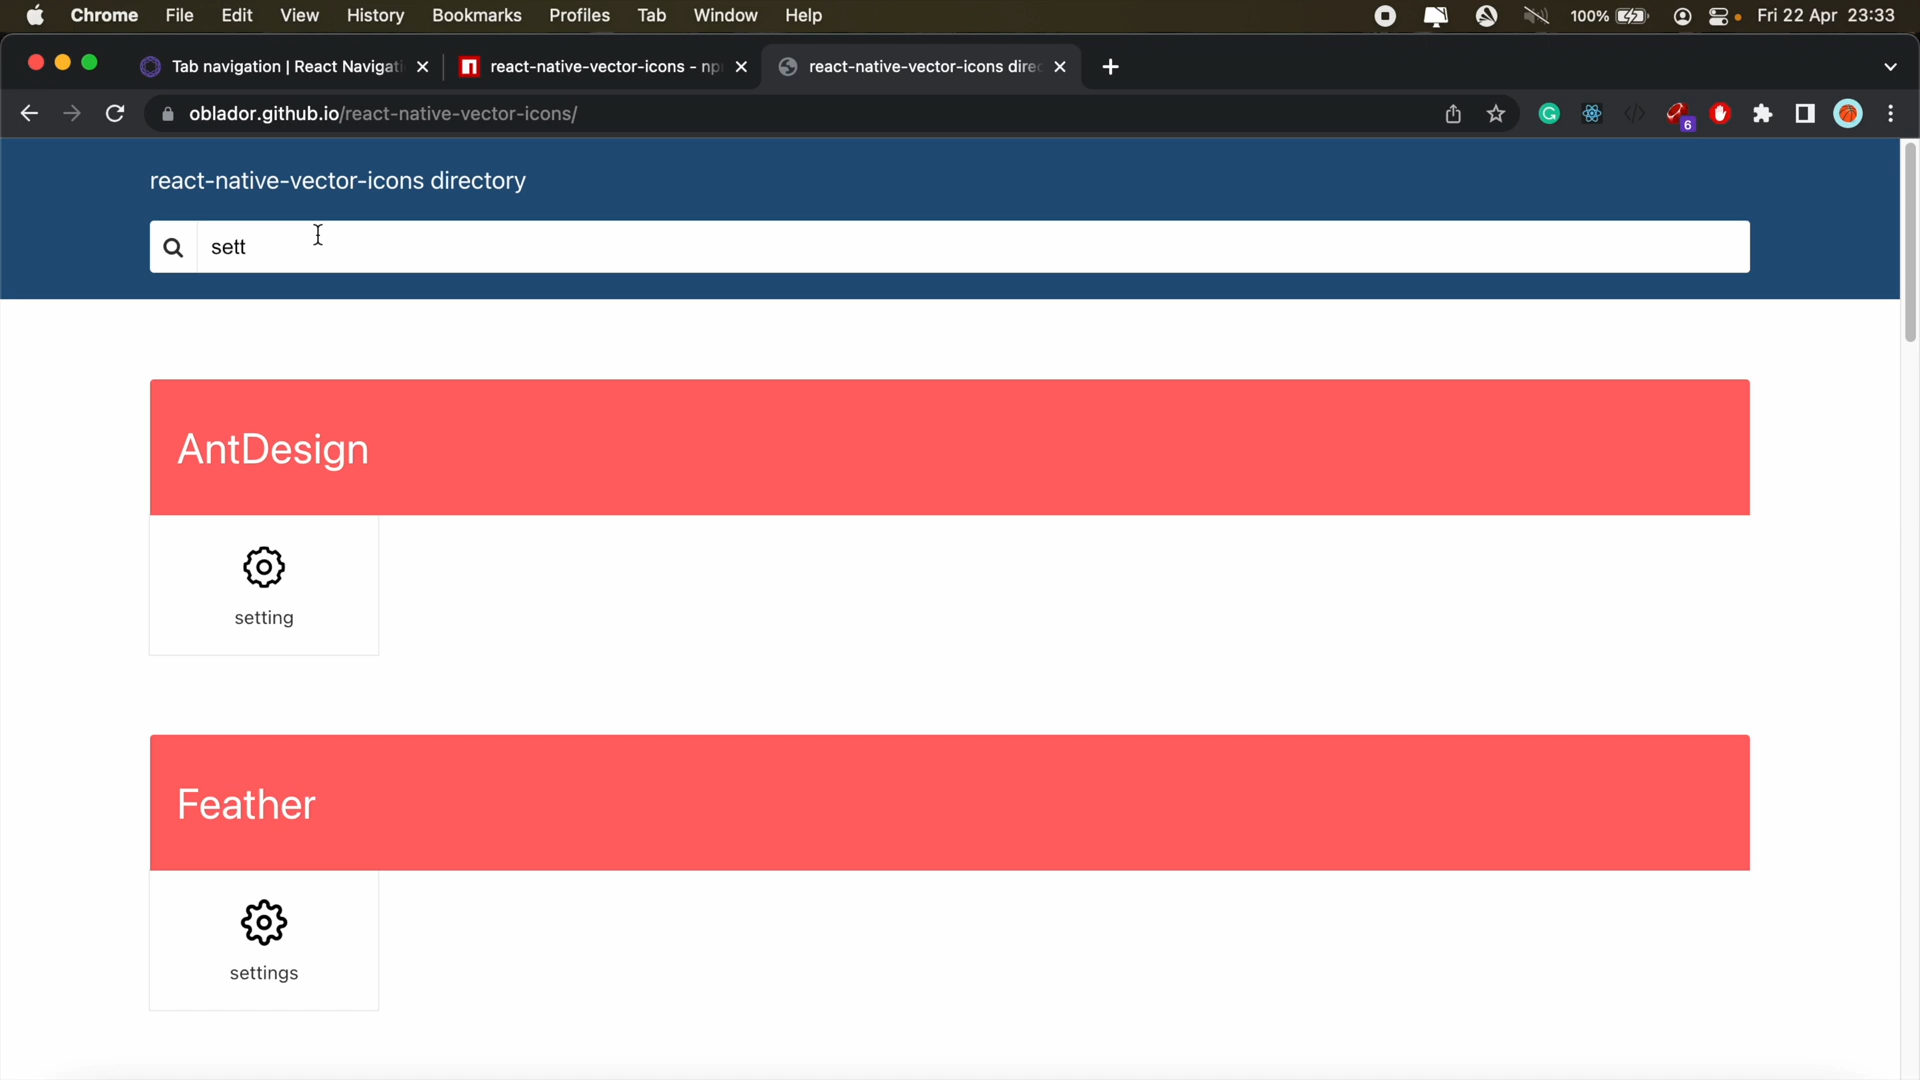 Chrome File Edit View History Bookmarks Profiles Tab Window Help 100% Fri 22 Apr 23:33
Tab navigation | React Navigati react-native-vector-icons - np react-native-vector-icons dire
oblador.github.io/react-native-vector-icons/ 6
react-native-vector-icons directory
sett
AntDesign
setting
Feather
settings